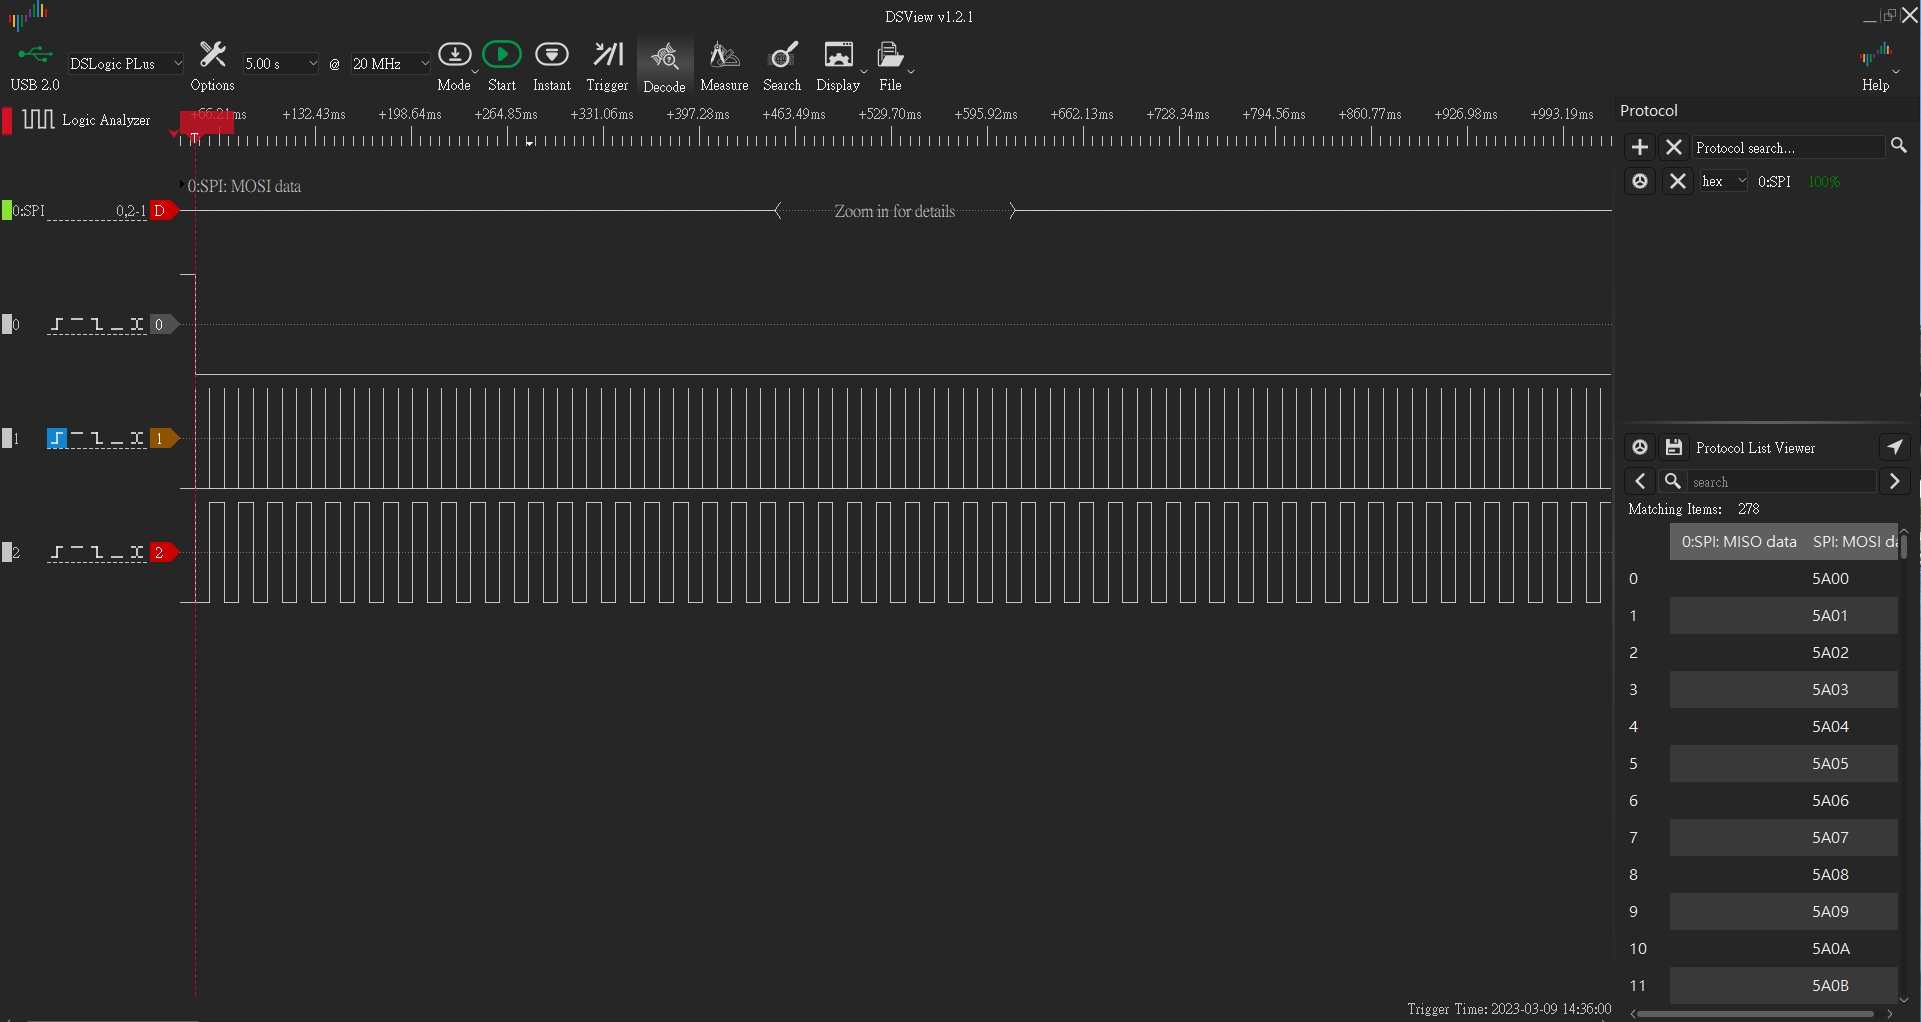 DSView v1.2.1
USB 2.0
DSLogic PLus
Options
5.00 s
@
20 MHz
Mode
Start
Instant
Trigger
Decode
Measure
Search
Display
File
Help
Logic Analyzer
+66.21ms +132.43ms +198.64ms +264.85ms +331.06ms +397.28ms +463.49ms +529.70ms +595.92ms +662.13ms +728.34ms +794.56ms +860.77ms +926.98ms +993.19ms
T
0:SPI: MOSI data
0:SPI 0,2-1 D
Zoom in for details
0 0
1 1
2 2
Trigger Time: 2023-03-09 14:36:00
Protocol
Protocol search...
hex 0:SPI 100%
Protocol List Viewer
search
Matching Items: 278
0:SPI: MISO data SPI: MOSI da
0 5A00
1 5A01
2 5A02
3 5A03
4 5A04
5 5A05
6 5A06
7 5A07
8 5A08
9 5A09
10 5A0A
11 5A0B